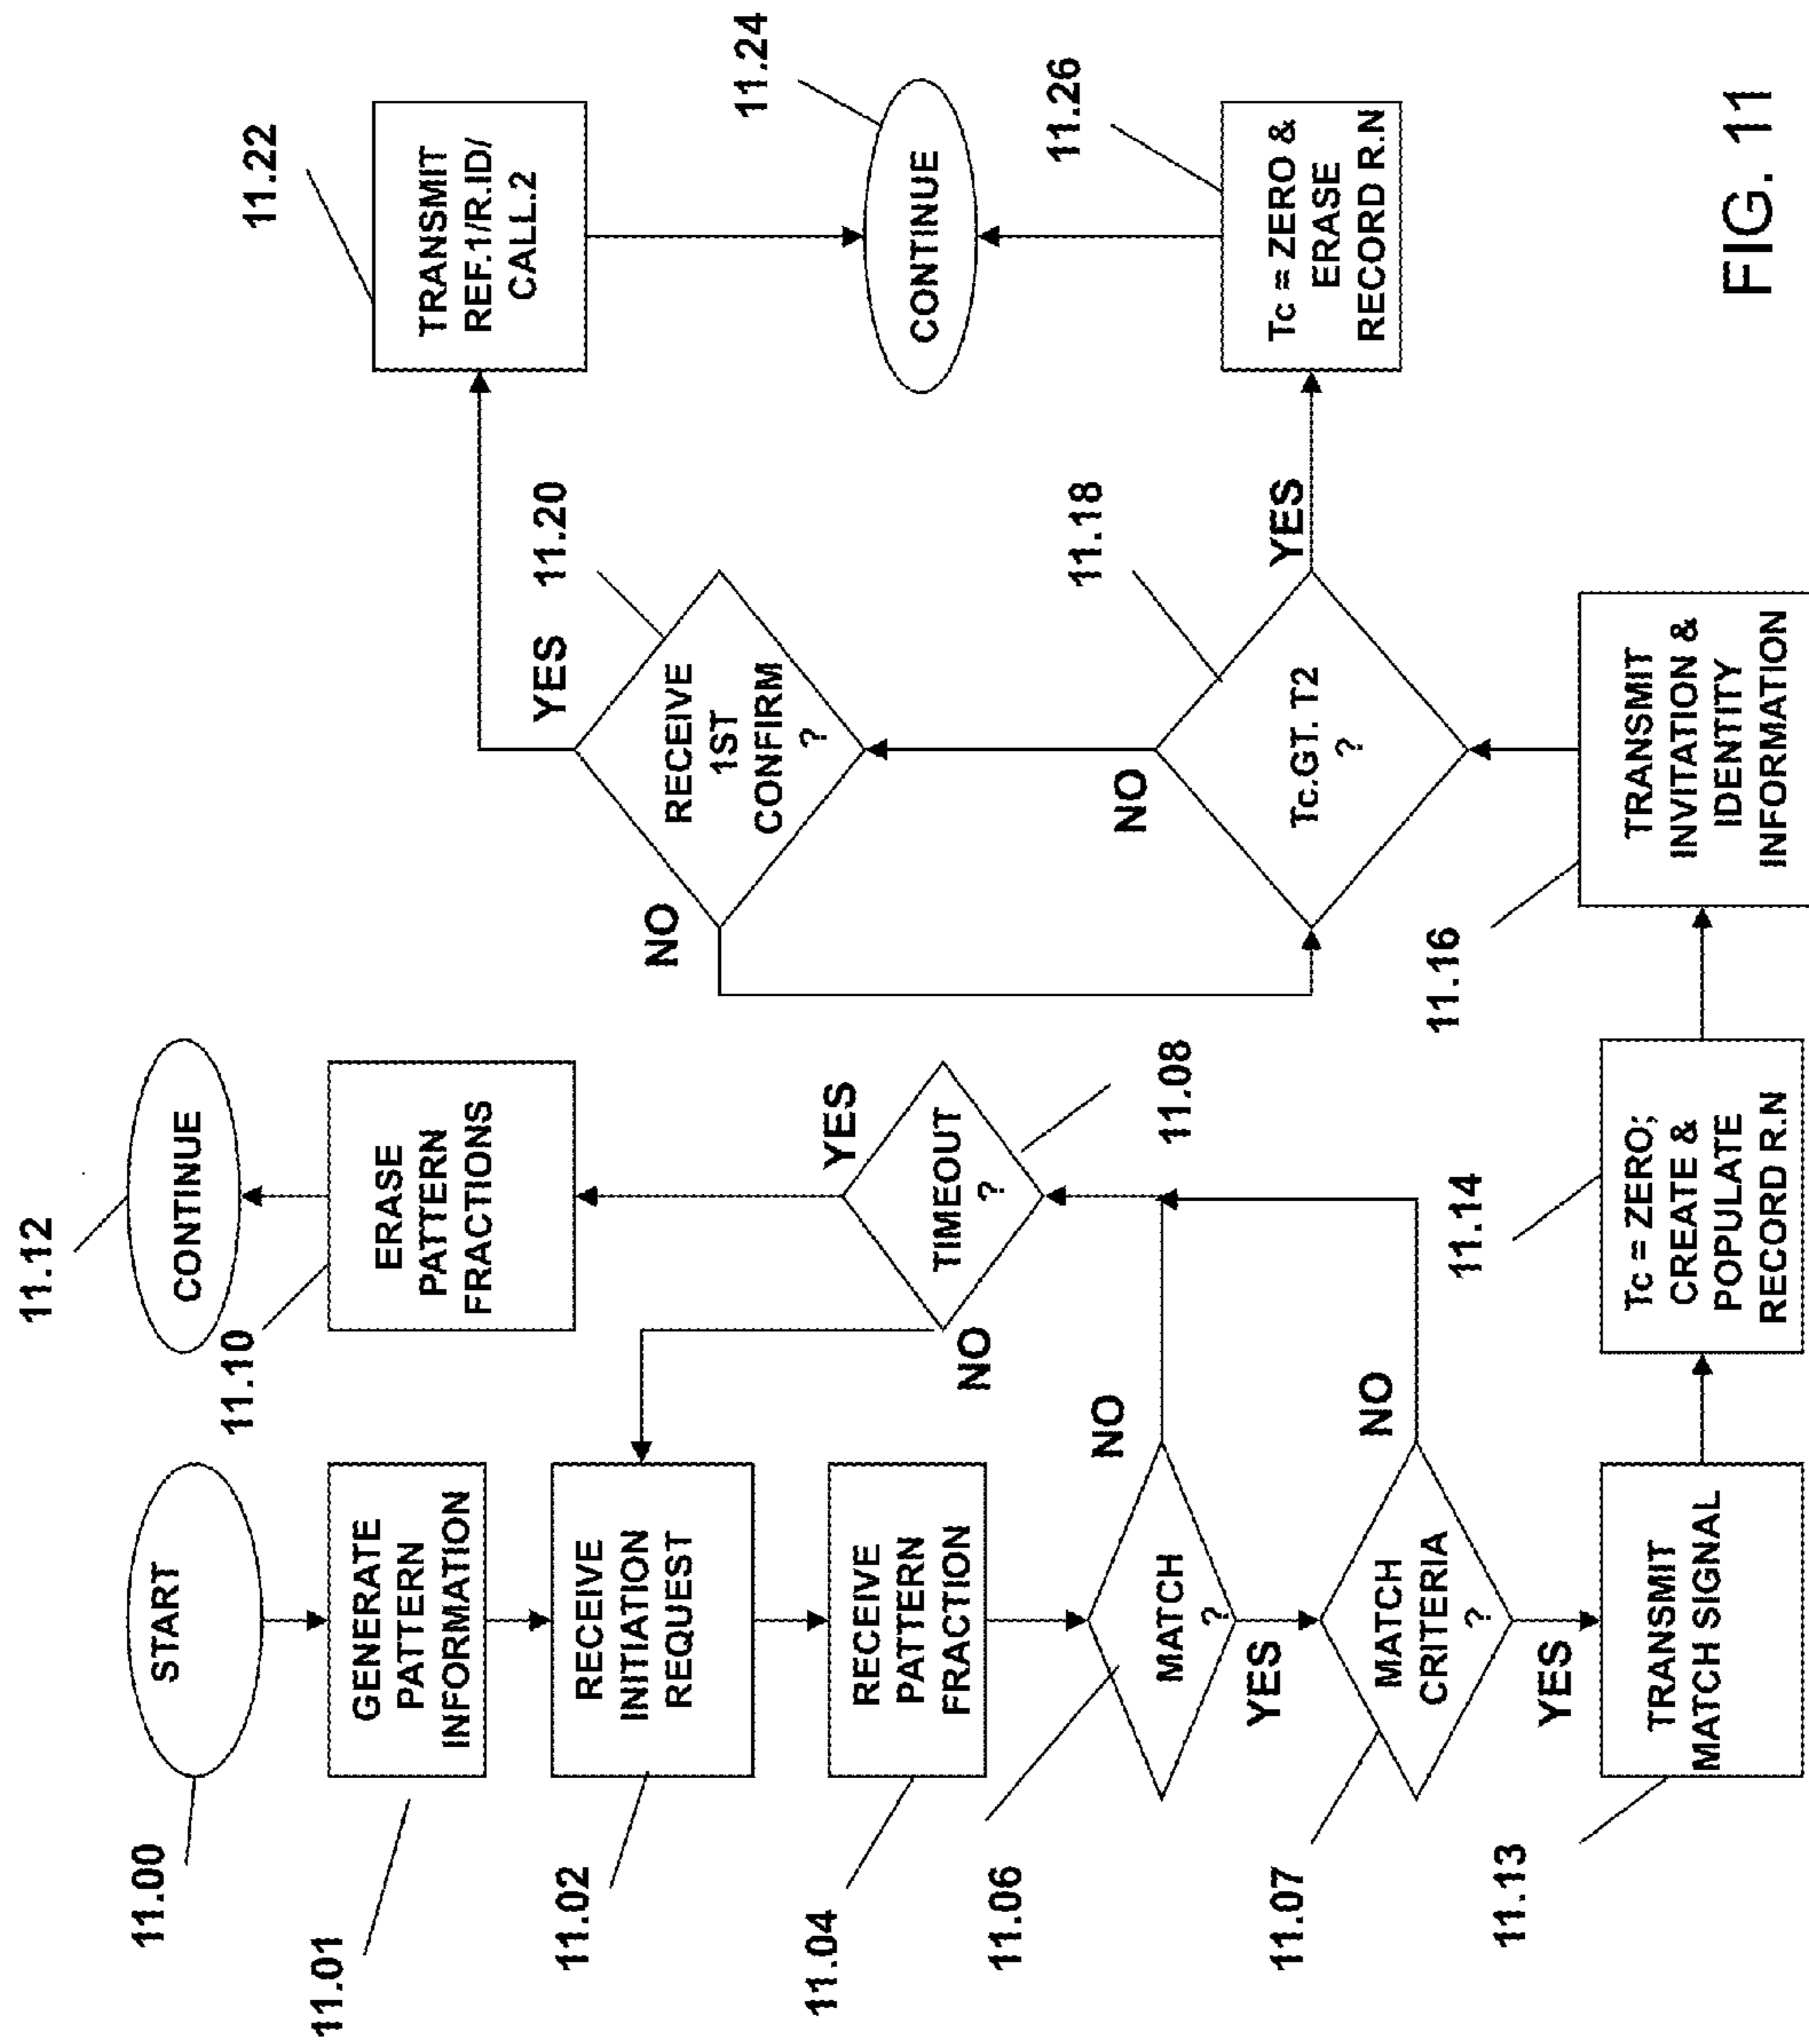 11.00
START
11.01
GENERATE
PATTERN
INFORMATION
11.02
RECEIVE
INITIATION
REQUEST
11.04
RECEIVE
PATTERN
FRACTION
11.06
MATCH
?
NO
YES
11.07
MATCH
CRITERIA
?
NO
YES
11.13
TRANSMIT
MATCH SIGNAL
11.12
CONTINUE
11.10
ERASE
PATTERN
FRACTIONS
YES
TIMEOUT
?
11.08
NO
11.14
Tc = ZERO;
CREATE &
POPULATE
RECORD R.N
11.16
TRANSMIT
INVITATION &
IDENTITY
INFORMATION
11.18
Tc.GT. T2
?
NO
YES
11.20
RECEIVE
1ST
CONFIRM
?
NO
YES
11.22
TRANSMIT
REF.1/R.ID/
CALL.2
11.24
CONTINUE
11.26
Tc = ZERO &
ERASE
RECORD R.N
FIG. 11